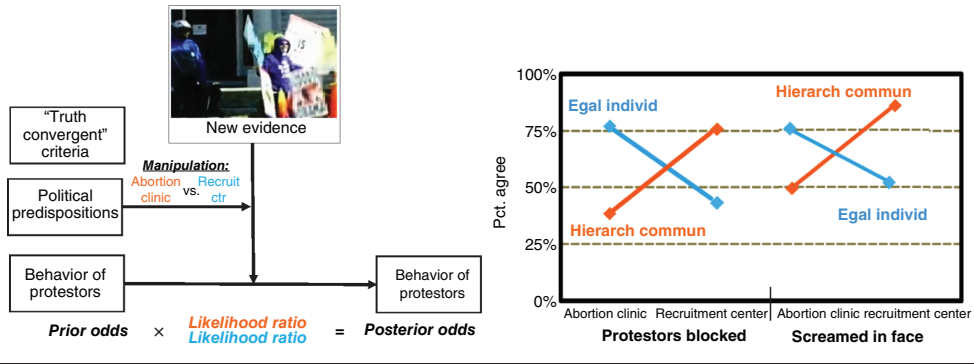 New evidence
“Truth
convergent”
criteria
Manipulation:
Abortion
clinic
vs.
Recruit
ctr
Political
predispositions
Behavior of
protestors
Behavior of
protestors
Prior odds × Likelihood ratio
Likelihood ratio = Posterior odds
100%
75%
50%
25%
0%
Pct. agree
Egal individ
Hierarch commun
Hierarch commun
Egal individ
Abortion clinic Recruitment center Abortion clinic recruitment center
Protestors blocked Screamed in face